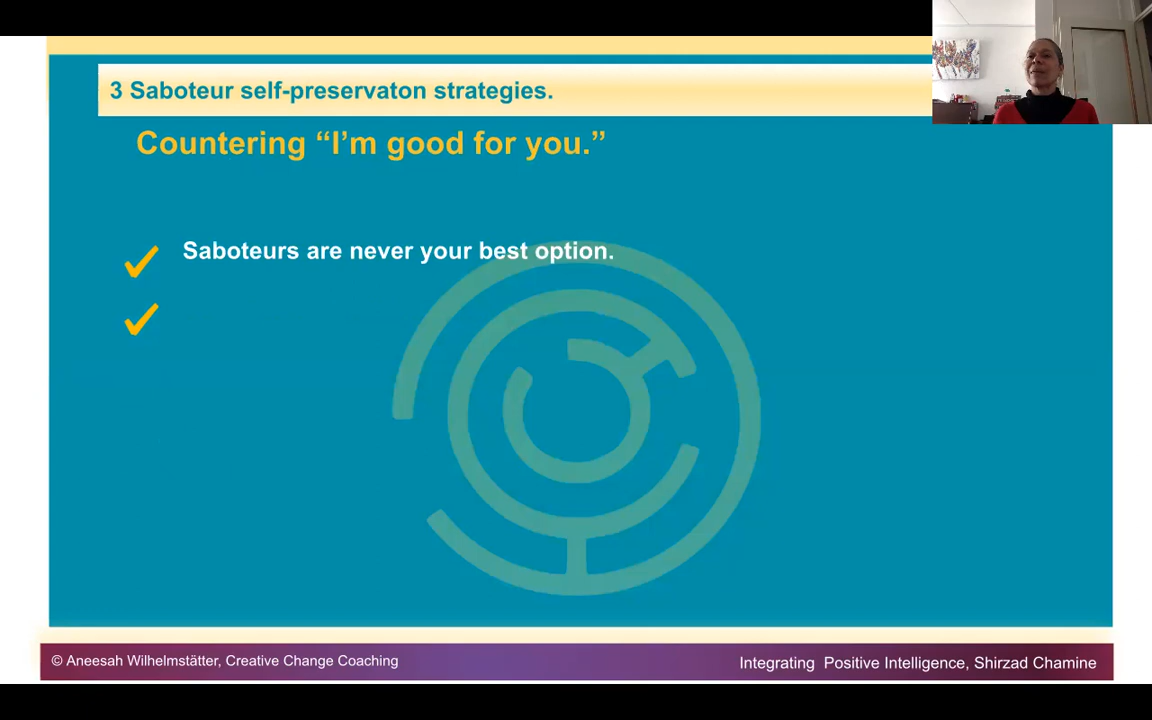 3 Saboteur self-preservaton strategies.
Countering “I’m good for you.”
Saboteurs are never your best option.
© Aneesah Wilhelmstätter, Creative Change Coaching
Integrating Positive Intelligence, Shirzad Chamine